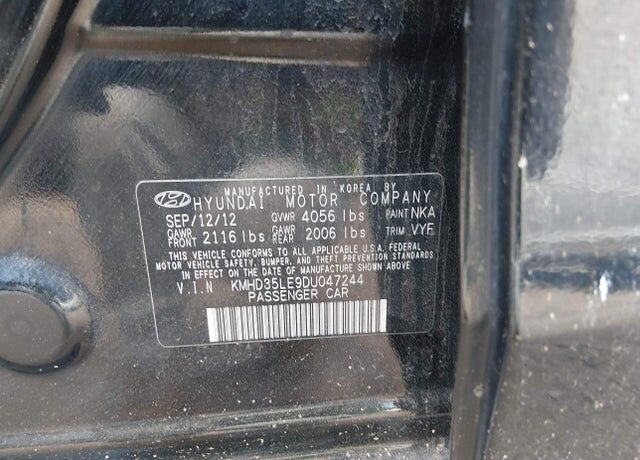 MANUFACTURED IN KOREA BY
HYUNDAI MOTOR COMPANY
SEP/12/12 GVWR 4056 lbs PAINT NKA
GAWR FRONT 2116 lbs GAWR REAR 2006 lbs TRIM VYF
THIS VEHICLE CONFORMS TO ALL APPLICABLE U.S.A. FEDERAL
MOTOR VEHICLE SAFETY, BUMPER, AND THEFT PREVENTION STANDARDS
IN EFFECT ON THE DATE OF MANUFACTURE SHOWN ABOVE.
V.I.N KMHD35LE9DU047244
PASSENGER CAR